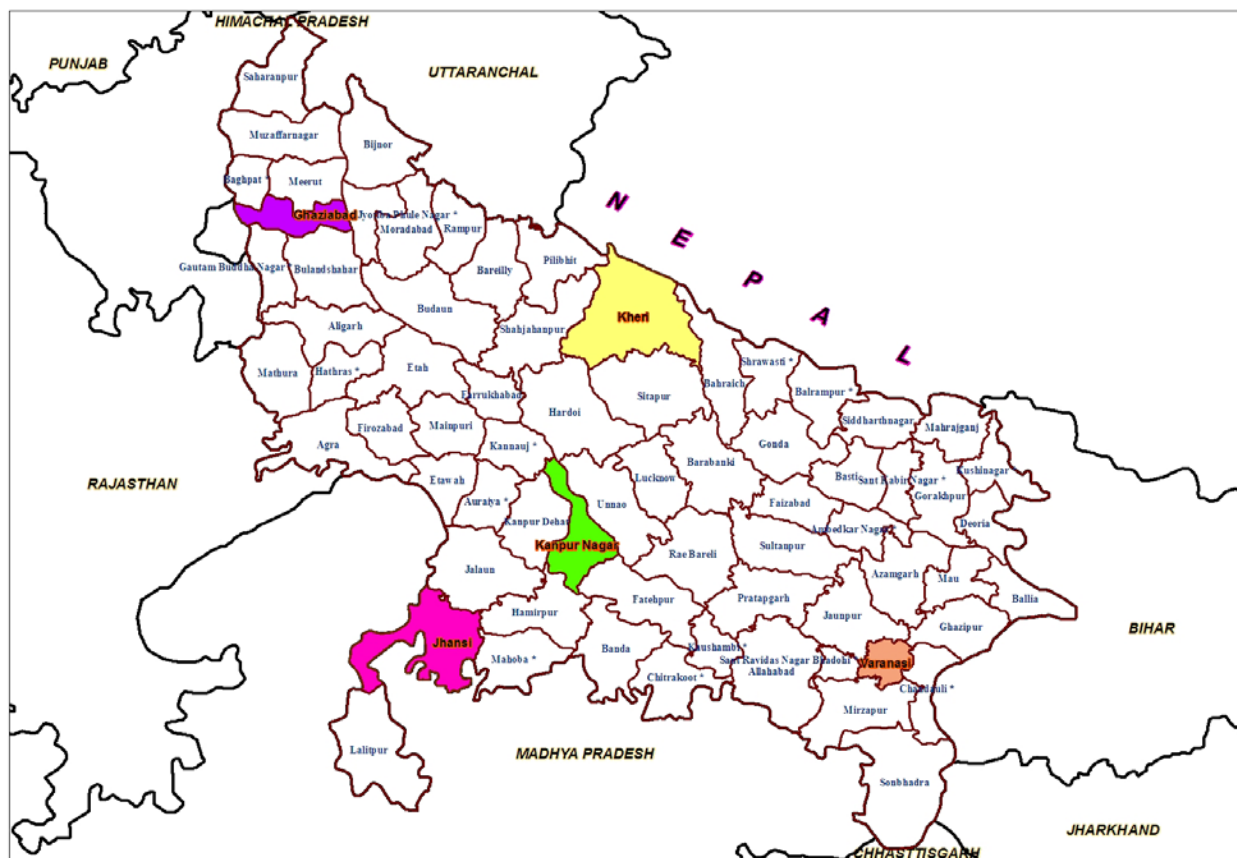 HIMACHAL PRADESH
PUNJAB
UTTARANCHAL
Saharanpur
Muzaffarnagar
Bijnor
Baghpat *
Meerut
NEPAL
Ghaziabad
Jyotiba Phule Nagar *
Moradabad
Rampur
Gautam Buddha Nagar *
Bulandshahar
Bareilly
Pilibhit
Budaun
Kheri
Aligarh
Shahjahanpur
Mathura
Hathras *
Etah
Farrukhabad
Hardoi
Sitapur
Bahraich
Shrawasti *
Balrampur *
Siddharthnagar
Mahrajganj
Agra
Firozabad
Mainpuri
Kannauj *
Gonda
Barabanki
Lucknow
Basti
Sant Kabir Nagar *
Kushinagar
Gorakhpur
RAJASTHAN
Etawah
Auraiya *
Unnao
Faizabad
Kanpur Dehat
Ambedkar Nagar *
Deoria
Kanpur Nagar
Rae Bareli
Sultanpur
Jalaun
Azamgarh
Mau
Ballia
Hamirpur
Fatehpur
Pratapgarh
Jaunpur
Ghazipur
BIHAR
Jhansi
Mahoba *
Banda
Kaushambi *
Sant Ravidas Nagar Bhadohi *
Varanasi
Chitrakoot *
Allahabad
Chandauli *
Mirzapur
Lalitpur
MADHYA PRADESH
Sonbhadra
JHARKHAND
CHHASTTISGARH